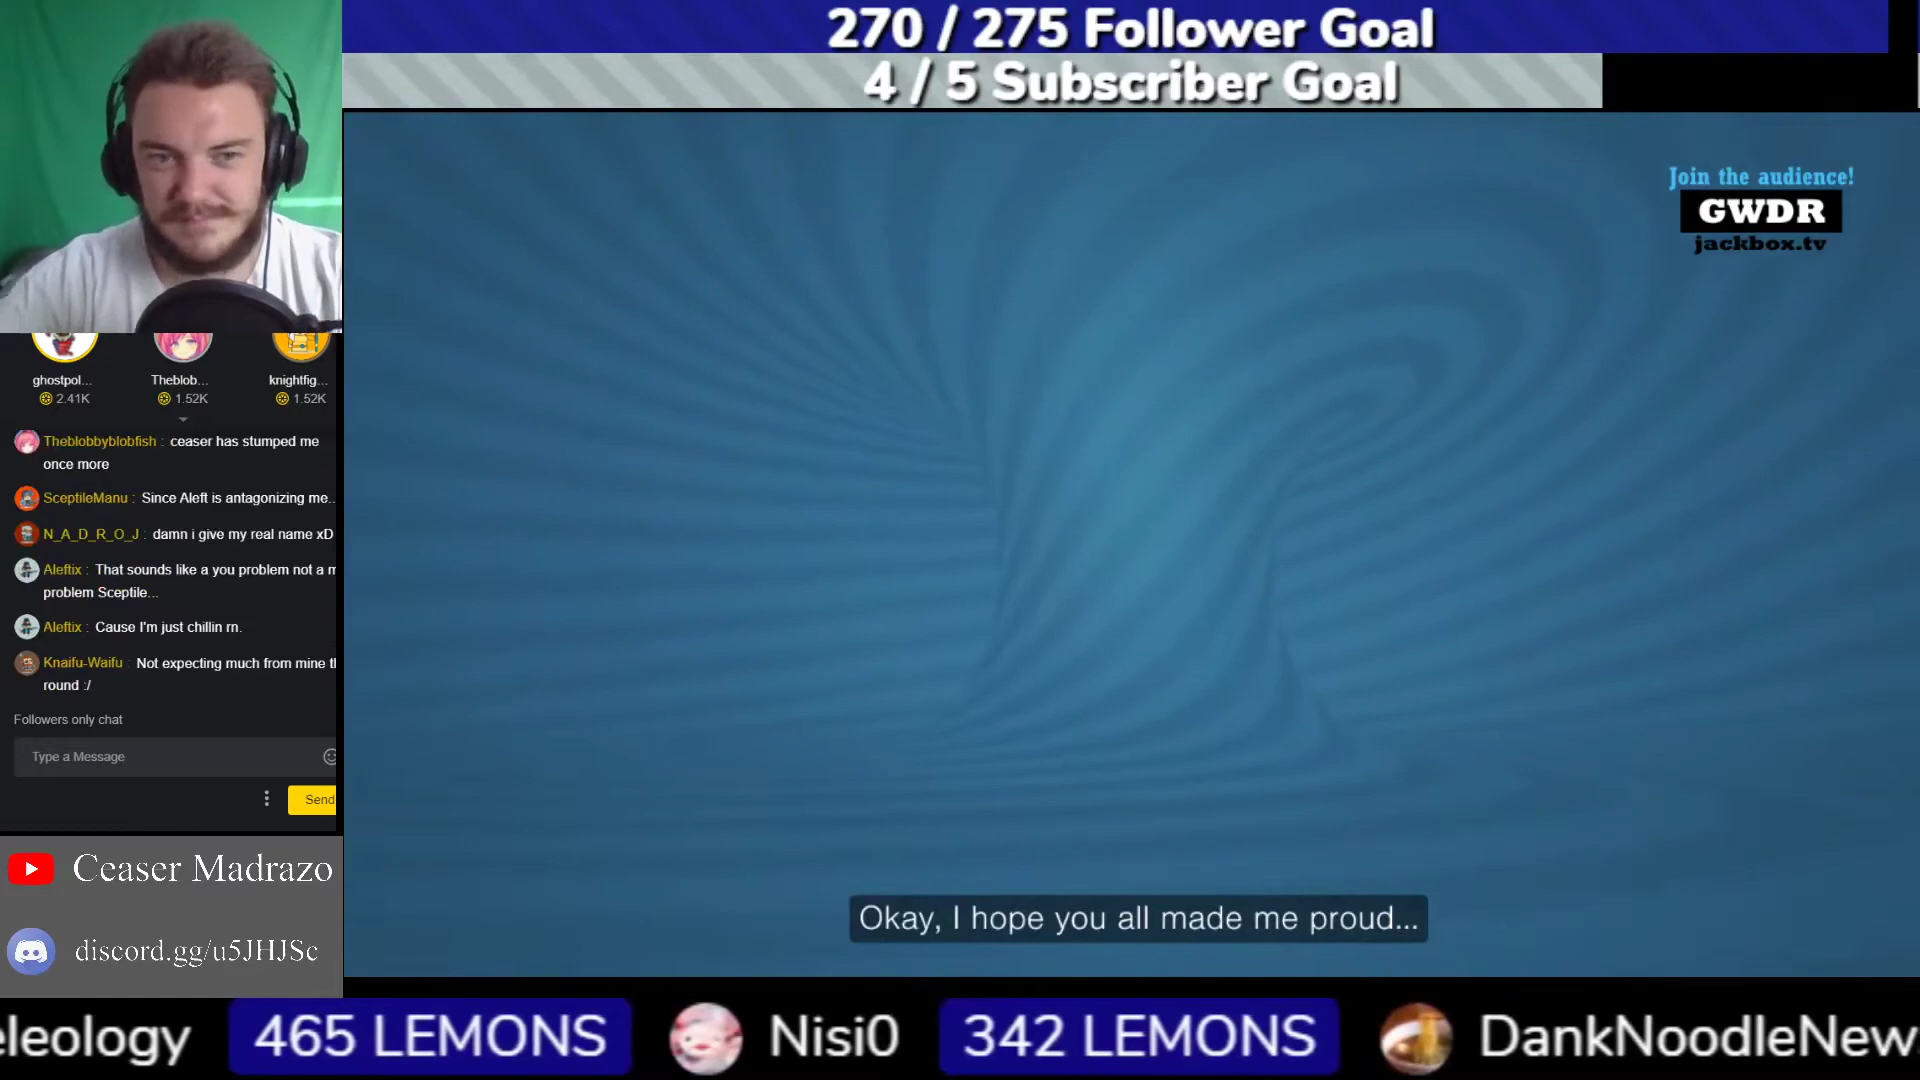 270 / 275 Follower Goal
4 / 5 Subscriber Goal
Join the audience!
GWDR
jackbox.tv
ghostpol... Theblob... knightfig...
2.41K 1.52K 1.52K
Theblobbyblobfish : ceaser has stumped me
once more
SceptileManu : Since Aleft is antagonizing me..
N_A_D_R_O_J : damn i give my real name xD
Aleftix : That sounds like a you problem not a m
problem Sceptile...
Aleftix : Cause I'm just chillin rn.
Knaifu-Waifu : Not expecting much from mine th
round :/
Followers only chat
Type a Message
Send
Ceaser Madrazo
discord.gg/u5JHJSc
Okay, I hope you all made me proud...
eleology 465 LEMONS Nisi0 342 LEMONS DankNoodleNew